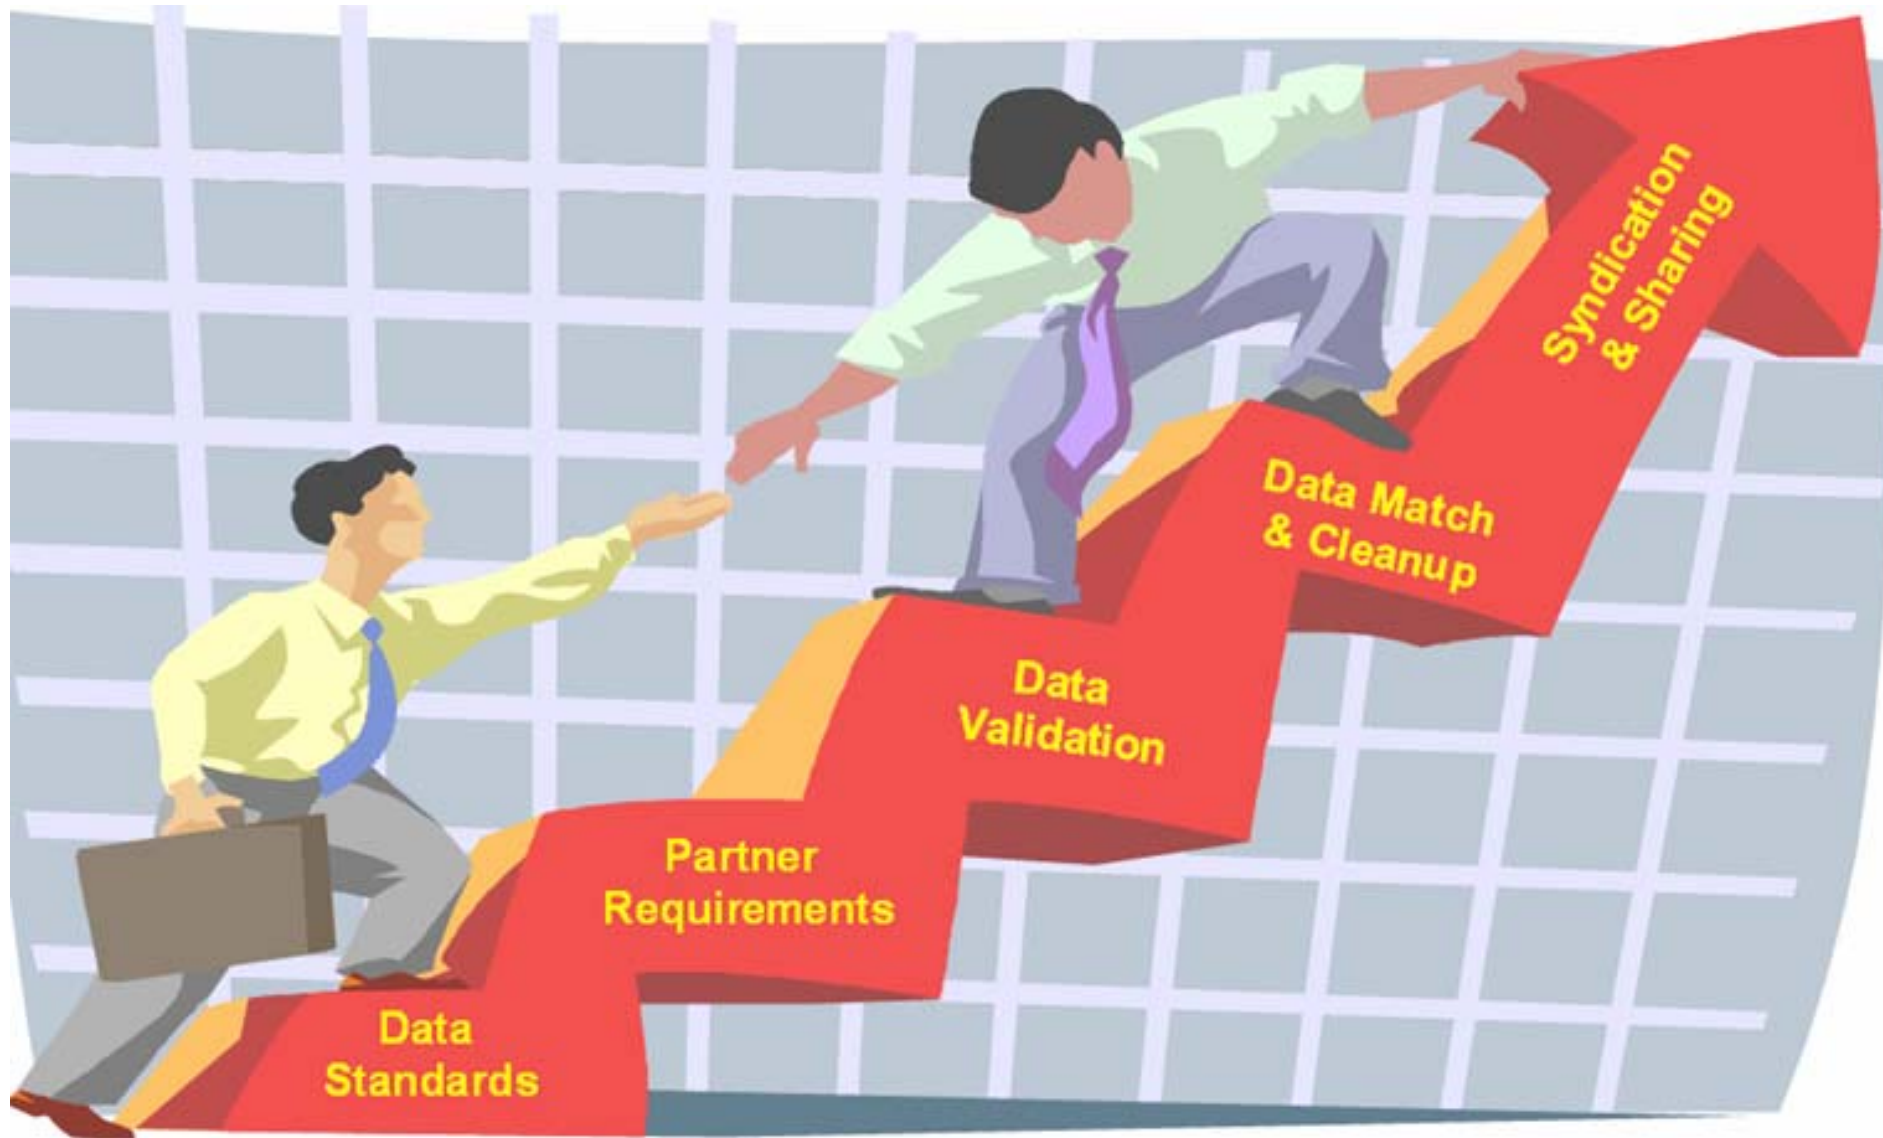 Syndication
& Sharing
Data Match
& Cleanup
Data
Validation
Partner
Requirements
Data
Standards